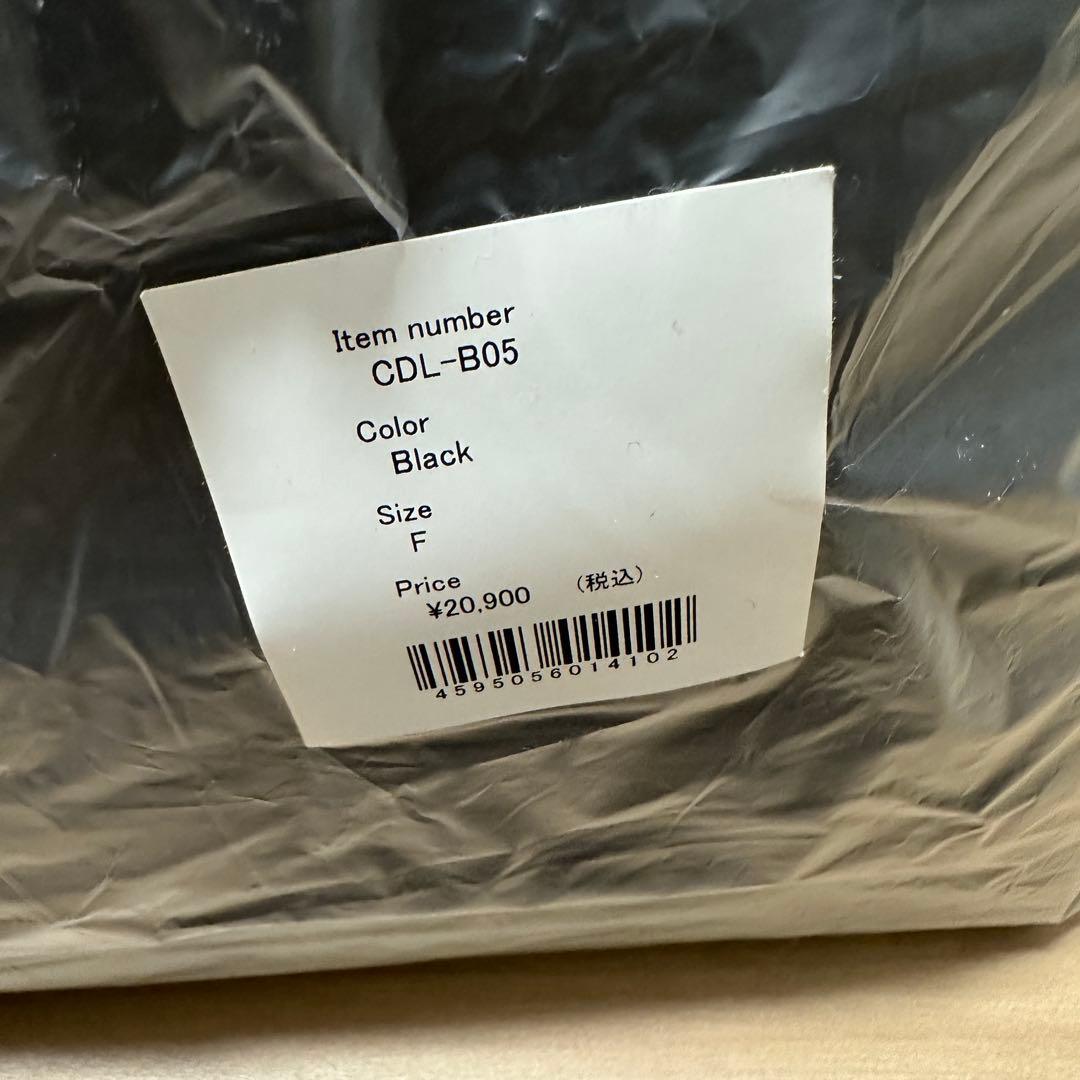 Item number
CDL-B05
Color
Black
Size
F
Price
¥20,900 (税込)
4595056014102